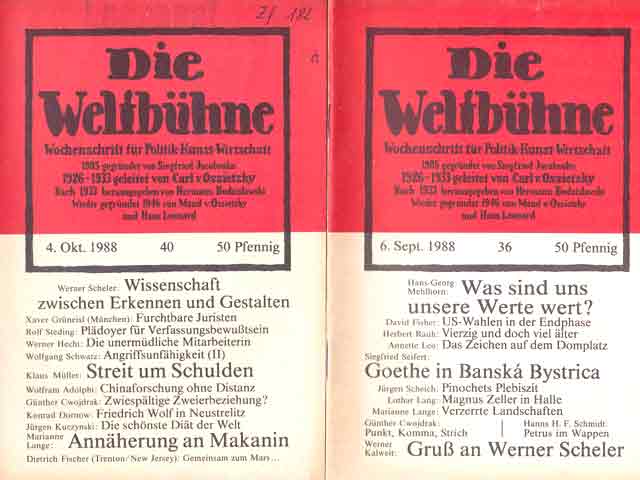 Zf 182
Die
Weltbühne
Wochenschrift für Politik·Kunst·Wirtschaft
1905 gegründet von Siegfried Jacobsohn
1926-1933 geleitet von Carl v. Ossietzky
Nach 1933 herausgegeben von Hermann Budzislawski
Wieder gegründet 1946 von Maud v. Ossietzky
und Hans Leonard
4. Okt. 1988 40 50 Pfennig
Werner Scheler: Wissenschaft
zwischen Erkennen und Gestalten
Xaver Grüneisl (München): Furchtbare Juristen
Rolf Steding: Plädoyer für Verfassungsbewußtsein
Werner Hecht: Die unermüdliche Mitarbeiterin
Wolfgang Schwarz: Angriffsunfähigkeit (II)
Klaus Müller: Streit um Schulden
Wolfram Adolphi: Chinaforschung ohne Distanz
Günther Cwojdrak: Zwiespältige Zweierbeziehung?
Konrad Dornow: Friedrich Wolf in Neustrelitz
Jürgen Kuczynski: Die schönste Diät der Welt
Marianne
Lange: Annäherung an Makanin
Dietrich Fischer (Trenton/New Jersey): Gemeinsam zum Mars...
Die
Weltbühne
Wochenschrift für Politik·Kunst·Wirtschaft
1905 gegründet von Siegfried Jacobsohn
1926-1933 geleitet von Carl v. Ossietzky
Nach 1933 herausgegeben von Hermann Budzislawski
Wieder gegründet 1946 von Maud v. Ossietzky
und Hans Leonard
6. Sept. 1988 36 50 Pfennig
Hans-Georg
Mehlhorn: Was sind uns
unsere Werte wert?
David Fisher: US-Wahlen in der Endphase
Herbert Rauh: Vierzig und doch viel älter
Annette Leo: Das Zeichen auf dem Domplatz
Siegfried Seifert:
Goethe in Banská Bystrica
Jürgen Scheich: Pinochets Plebiszit
Lothar Lang: Magnus Zeller in Halle
Marianne Lange: Verzerrte Landschaften
Günther Cwojdrak: Hanns H. F. Schmidt:
Punkt, Komma, Strich Petrus im Wappen
Werner
Kalweit: Gruß an Werner Scheler